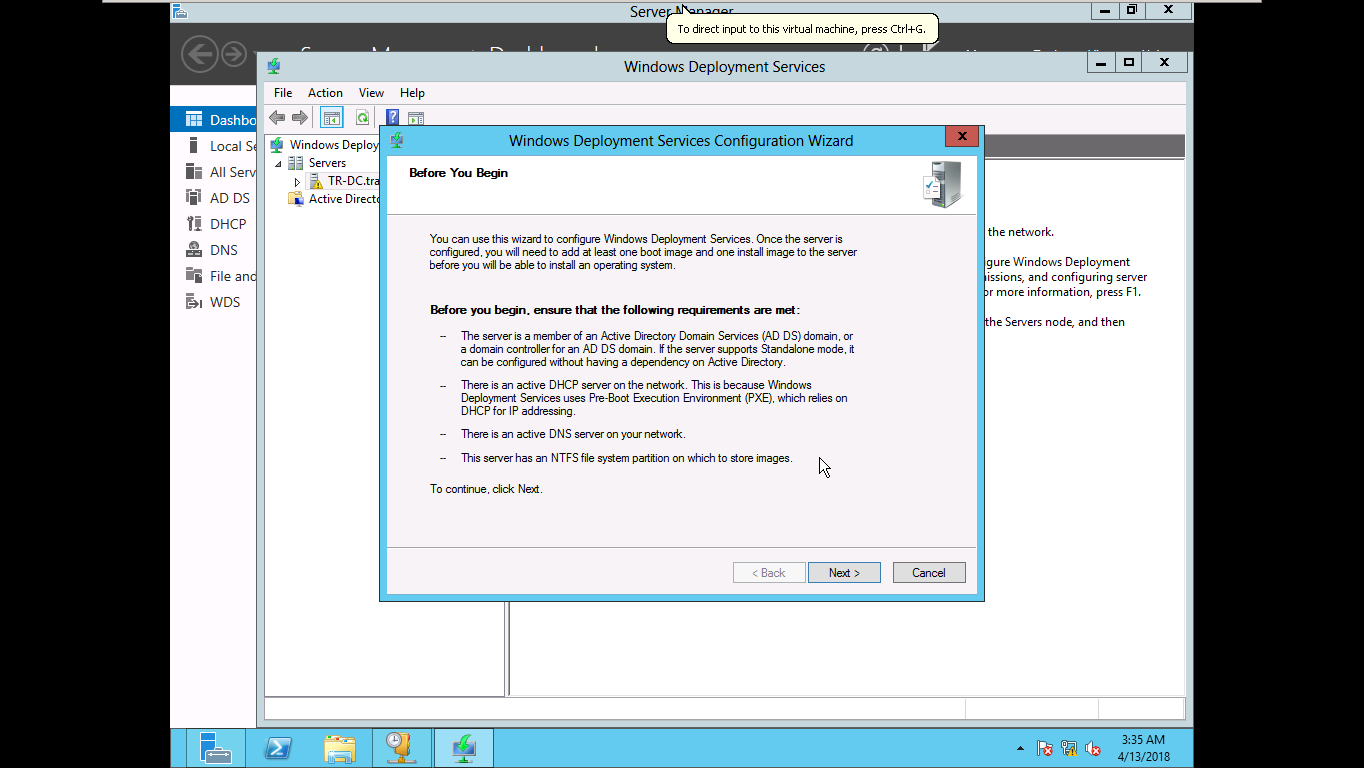 Server Manager
To direct input to this virtual machine, press Ctrl+G.
Windows Deployment Services
File Action View Help
Dashbo
Local Se
All Serv
AD DS
DHCP
DNS
File and
WDS
Windows Deploy
Servers
TR-DC.tra
Active Directo
Windows Deployment Services Configuration Wizard
Before You Begin
You can use this wizard to configure Windows Deployment Services. Once the server is
configured, you will need to add at least one boot image and one install image to the server
before you will be able to install an operating system.
Before you begin, ensure that the following requirements are met:
-- The server is a member of an Active Directory Domain Services (AD DS) domain, or
a domain controller for an AD DS domain. If the server supports Standalone mode, it
can be configured without having a dependency on Active Directory.
-- There is an active DHCP server on the network. This is because Windows
Deployment Services uses Pre-Boot Execution Environment (PXE), which relies on
DHCP for IP addressing.
-- There is an active DNS server on your network.
-- This server has an NTFS file system partition on which to store images.
To continue, click Next.
< Back Next > Cancel
the network.
gure Windows Deployment
missions, and configuring server
or more information, press F1.
the Servers node, and then
3:35 AM
4/13/2018